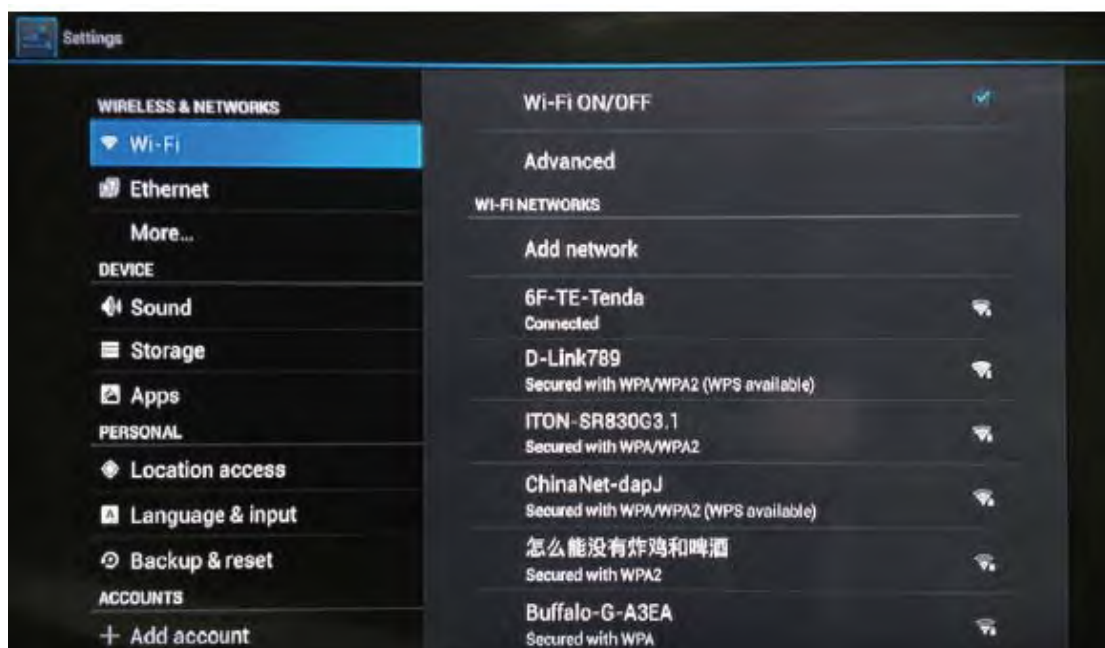 Settings
WIRELESS & NETWORKS
Wi-Fi
Ethernet
More...
DEVICE
Sound
Storage
Apps
PERSONAL
Location access
Language & input
Backup & reset
ACCOUNTS
Add account
Wi-Fi ON/OFF
Advanced
WI-FI NETWORKS
Add network
6F-TE-Tenda
Connected
D-Link789
Secured with WPA/WPA2 (WPS available)
ITON-SR830G3.1
Secured with WPA/WPA2
ChinaNet-dapJ
Secured with WPA/WPA2 (WPS available)
怎么能没有炸鸡和啤酒
Secured with WPA2
Buffalo-G-A3EA
Secured with WPA